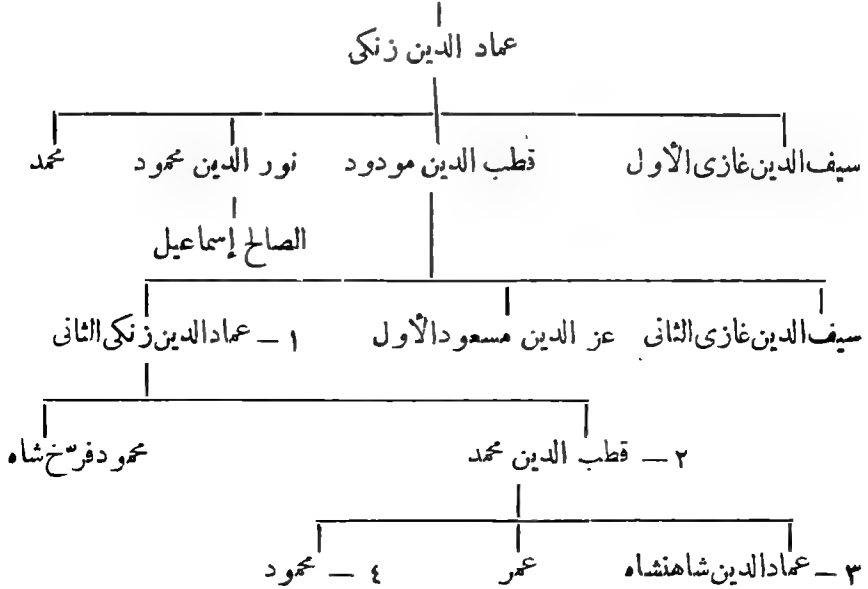 عماد الدين زنكى
سيف الدين غازى الأول قطب الدين مودود نور الدين محمود محمد
الصالح إسماعيل
سيف الدين غازى الثانى عز الدين مسعود الأول ١ — عماد الدين زنكى الثانى
٢ — قطب الدين محمد محمود فرّخ شاه
٣ — عماد الدين شاهنشاه عمر ٤ — محمود